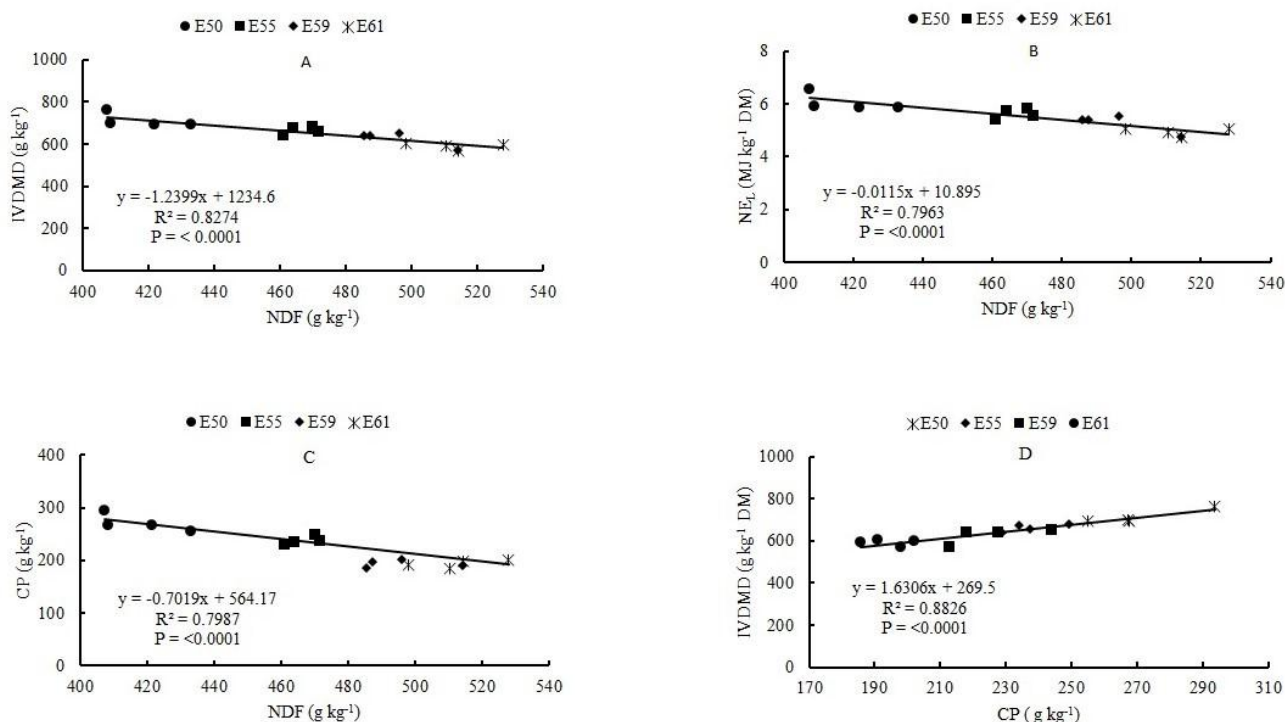 ● E50 ■ E55 ◆ E59 ✳ E61
A
1000
800
600
400
200
0
IVDMD (g kg⁻¹)
y = -1.2399x + 1234.6
R² = 0.8274
P = < 0.0001
400 420 440 460 480 500 520 540
NDF (g kg⁻¹)
● E50 ■ E55 ◆ E59 ✳ E61
B
8
6
4
2
0
NE_L (MJ kg⁻¹ DM)
y = -0.0115x + 10.895
R² = 0.7963
P = <0.0001
400 420 440 460 480 500 520 540
NDF (g kg⁻¹)
● E50 ■ E55 ◆ E59 ✳ E61
C
400
300
200
100
0
CP (g kg⁻¹)
y = -0.7019x + 564.17
R² = 0.7987
P = <0.0001
400 420 440 460 480 500 520 540
NDF (g kg⁻¹)
✳ E50 ◆ E55 ■ E59 ● E61
D
1000
800
600
400
200
0
IVDMD (g kg⁻¹ DM)
y = 1.6306x + 269.5
R² = 0.8826
P = <0.0001
170 190 210 230 250 270 290 310
CP ( g kg⁻¹)